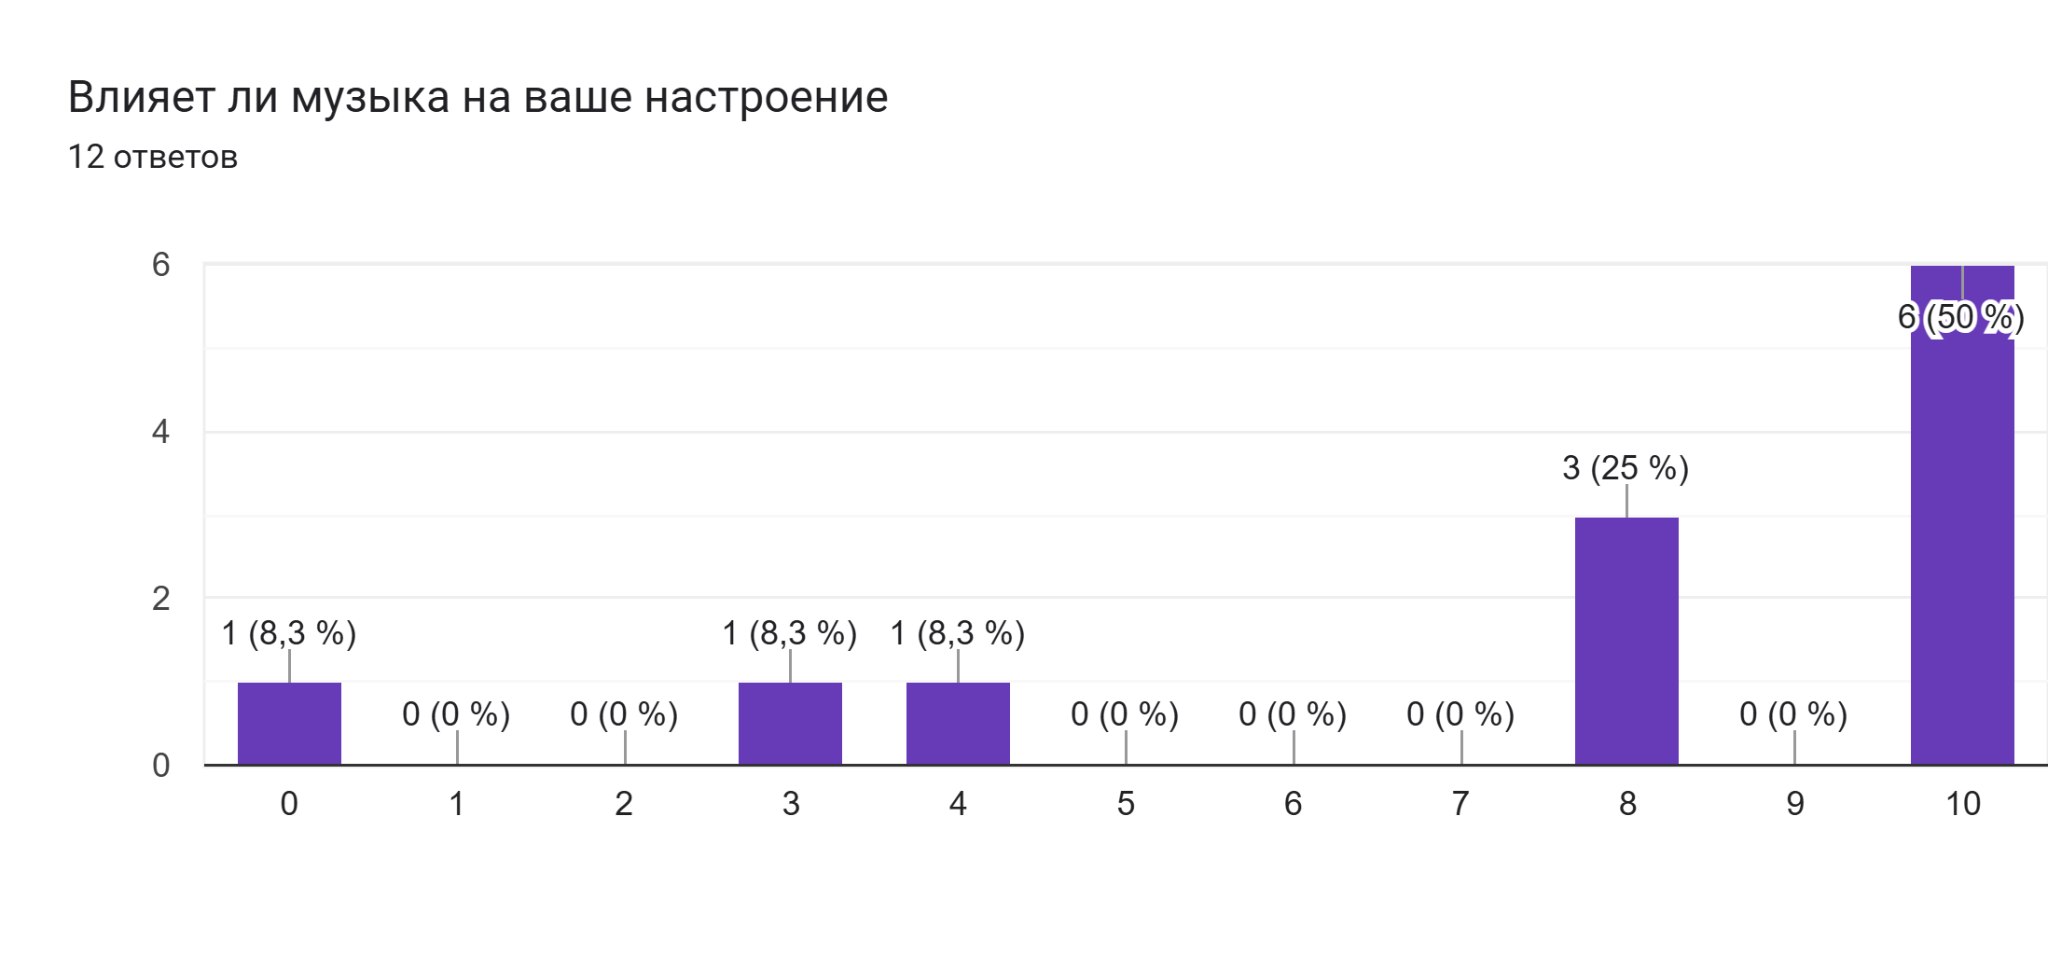 Влияет ли музыка на ваше настроение
12 ответов
6
6 (50 %)
4
3 (25 %)
2
1 (8,3 %) 1 (8,3 %) 1 (8,3 %)
0 (0 %) 0 (0 %) 0 (0 %) 0 (0 %) 0 (0 %) 0 (0 %)
0
0 1 2 3 4 5 6 7 8 9 10